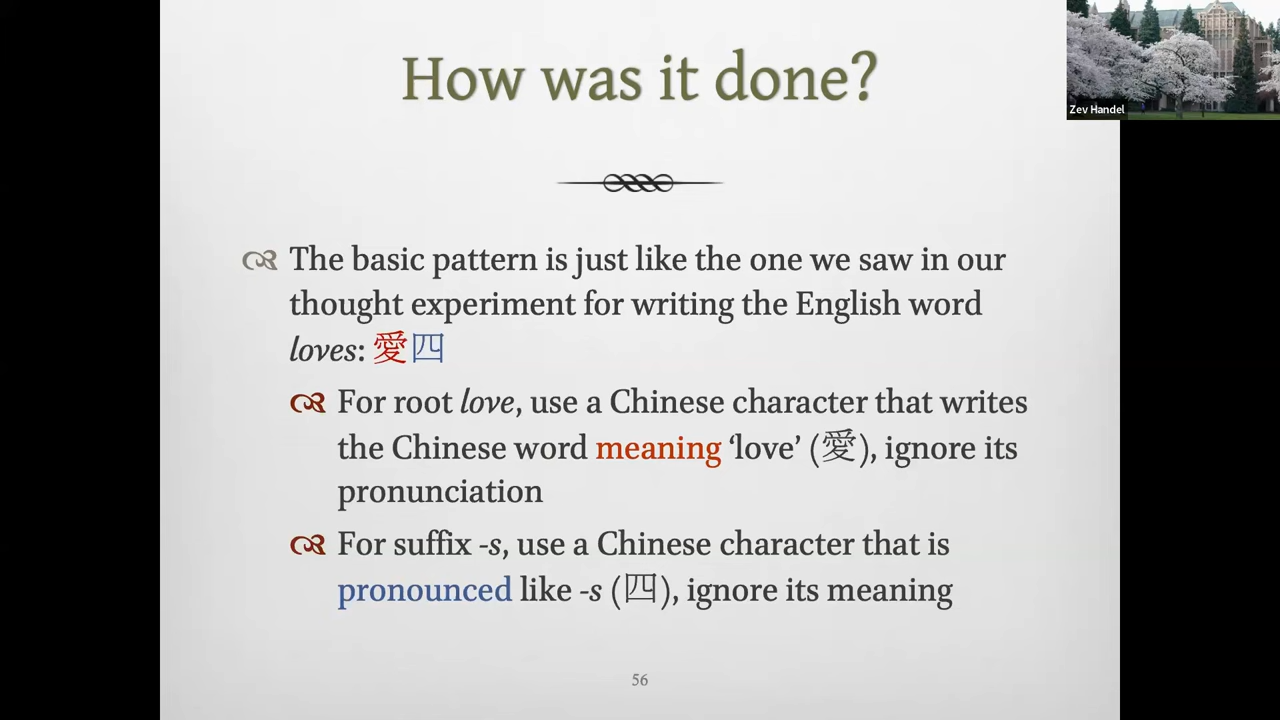 How was it done?
Zev Handel
The basic pattern is just like the one we saw in our
thought experiment for writing the English word
loves: 愛四
For root love, use a Chinese character that writes
the Chinese word meaning ‘love’ (愛), ignore its
pronunciation
For suffix -s, use a Chinese character that is
pronounced like -s (四), ignore its meaning
56